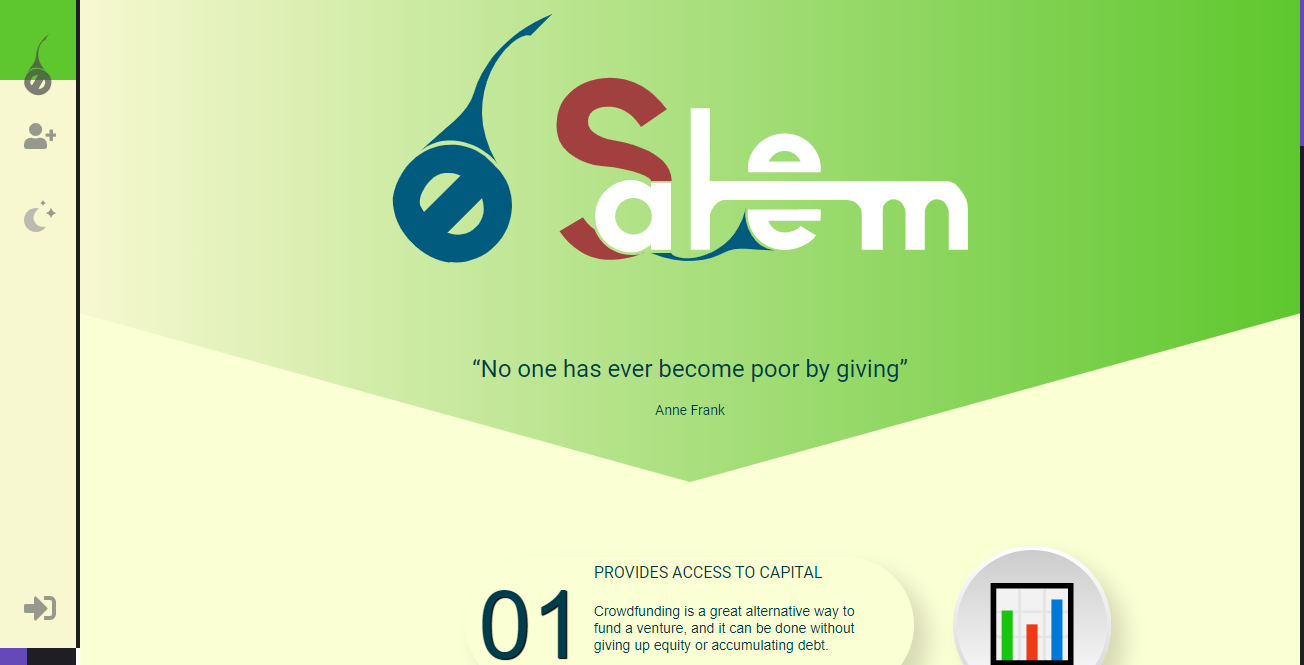 Salem
“No one has ever become poor by giving”
Anne Frank
01
PROVIDES ACCESS TO CAPITAL
Crowdfunding is a great alternative way to
fund a venture, and it can be done without
giving up equity or accumulating debt.